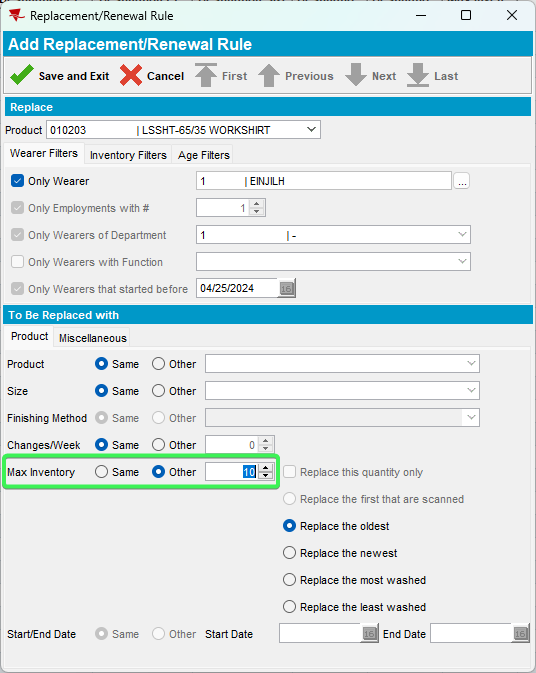 Replacement/Renewal Rule
Add Replacement/Renewal Rule
Save and Exit Cancel First Previous Next Last
Replace
Product 010203 | LSSHT-65/35 WORKSHIRT
Wearer Filters Inventory Filters Age Filters
Only Wearer 1 | EINJILH ...
Only Employments with # 1
Only Wearers of Department 1 | -
Only Wearers with Function
Only Wearers that started before 04/25/2024 16
To Be Replaced with
Product Miscellaneous
Product Same Other
Size Same Other
Finishing Method Same Other
Changes/Week Same Other 0
Max Inventory Same Other 10 Replace this quantity only
Replace the first that are scanned
Replace the oldest
Replace the newest
Replace the most washed
Replace the least washed
Start/End Date Same Other Start Date 16 End Date 16